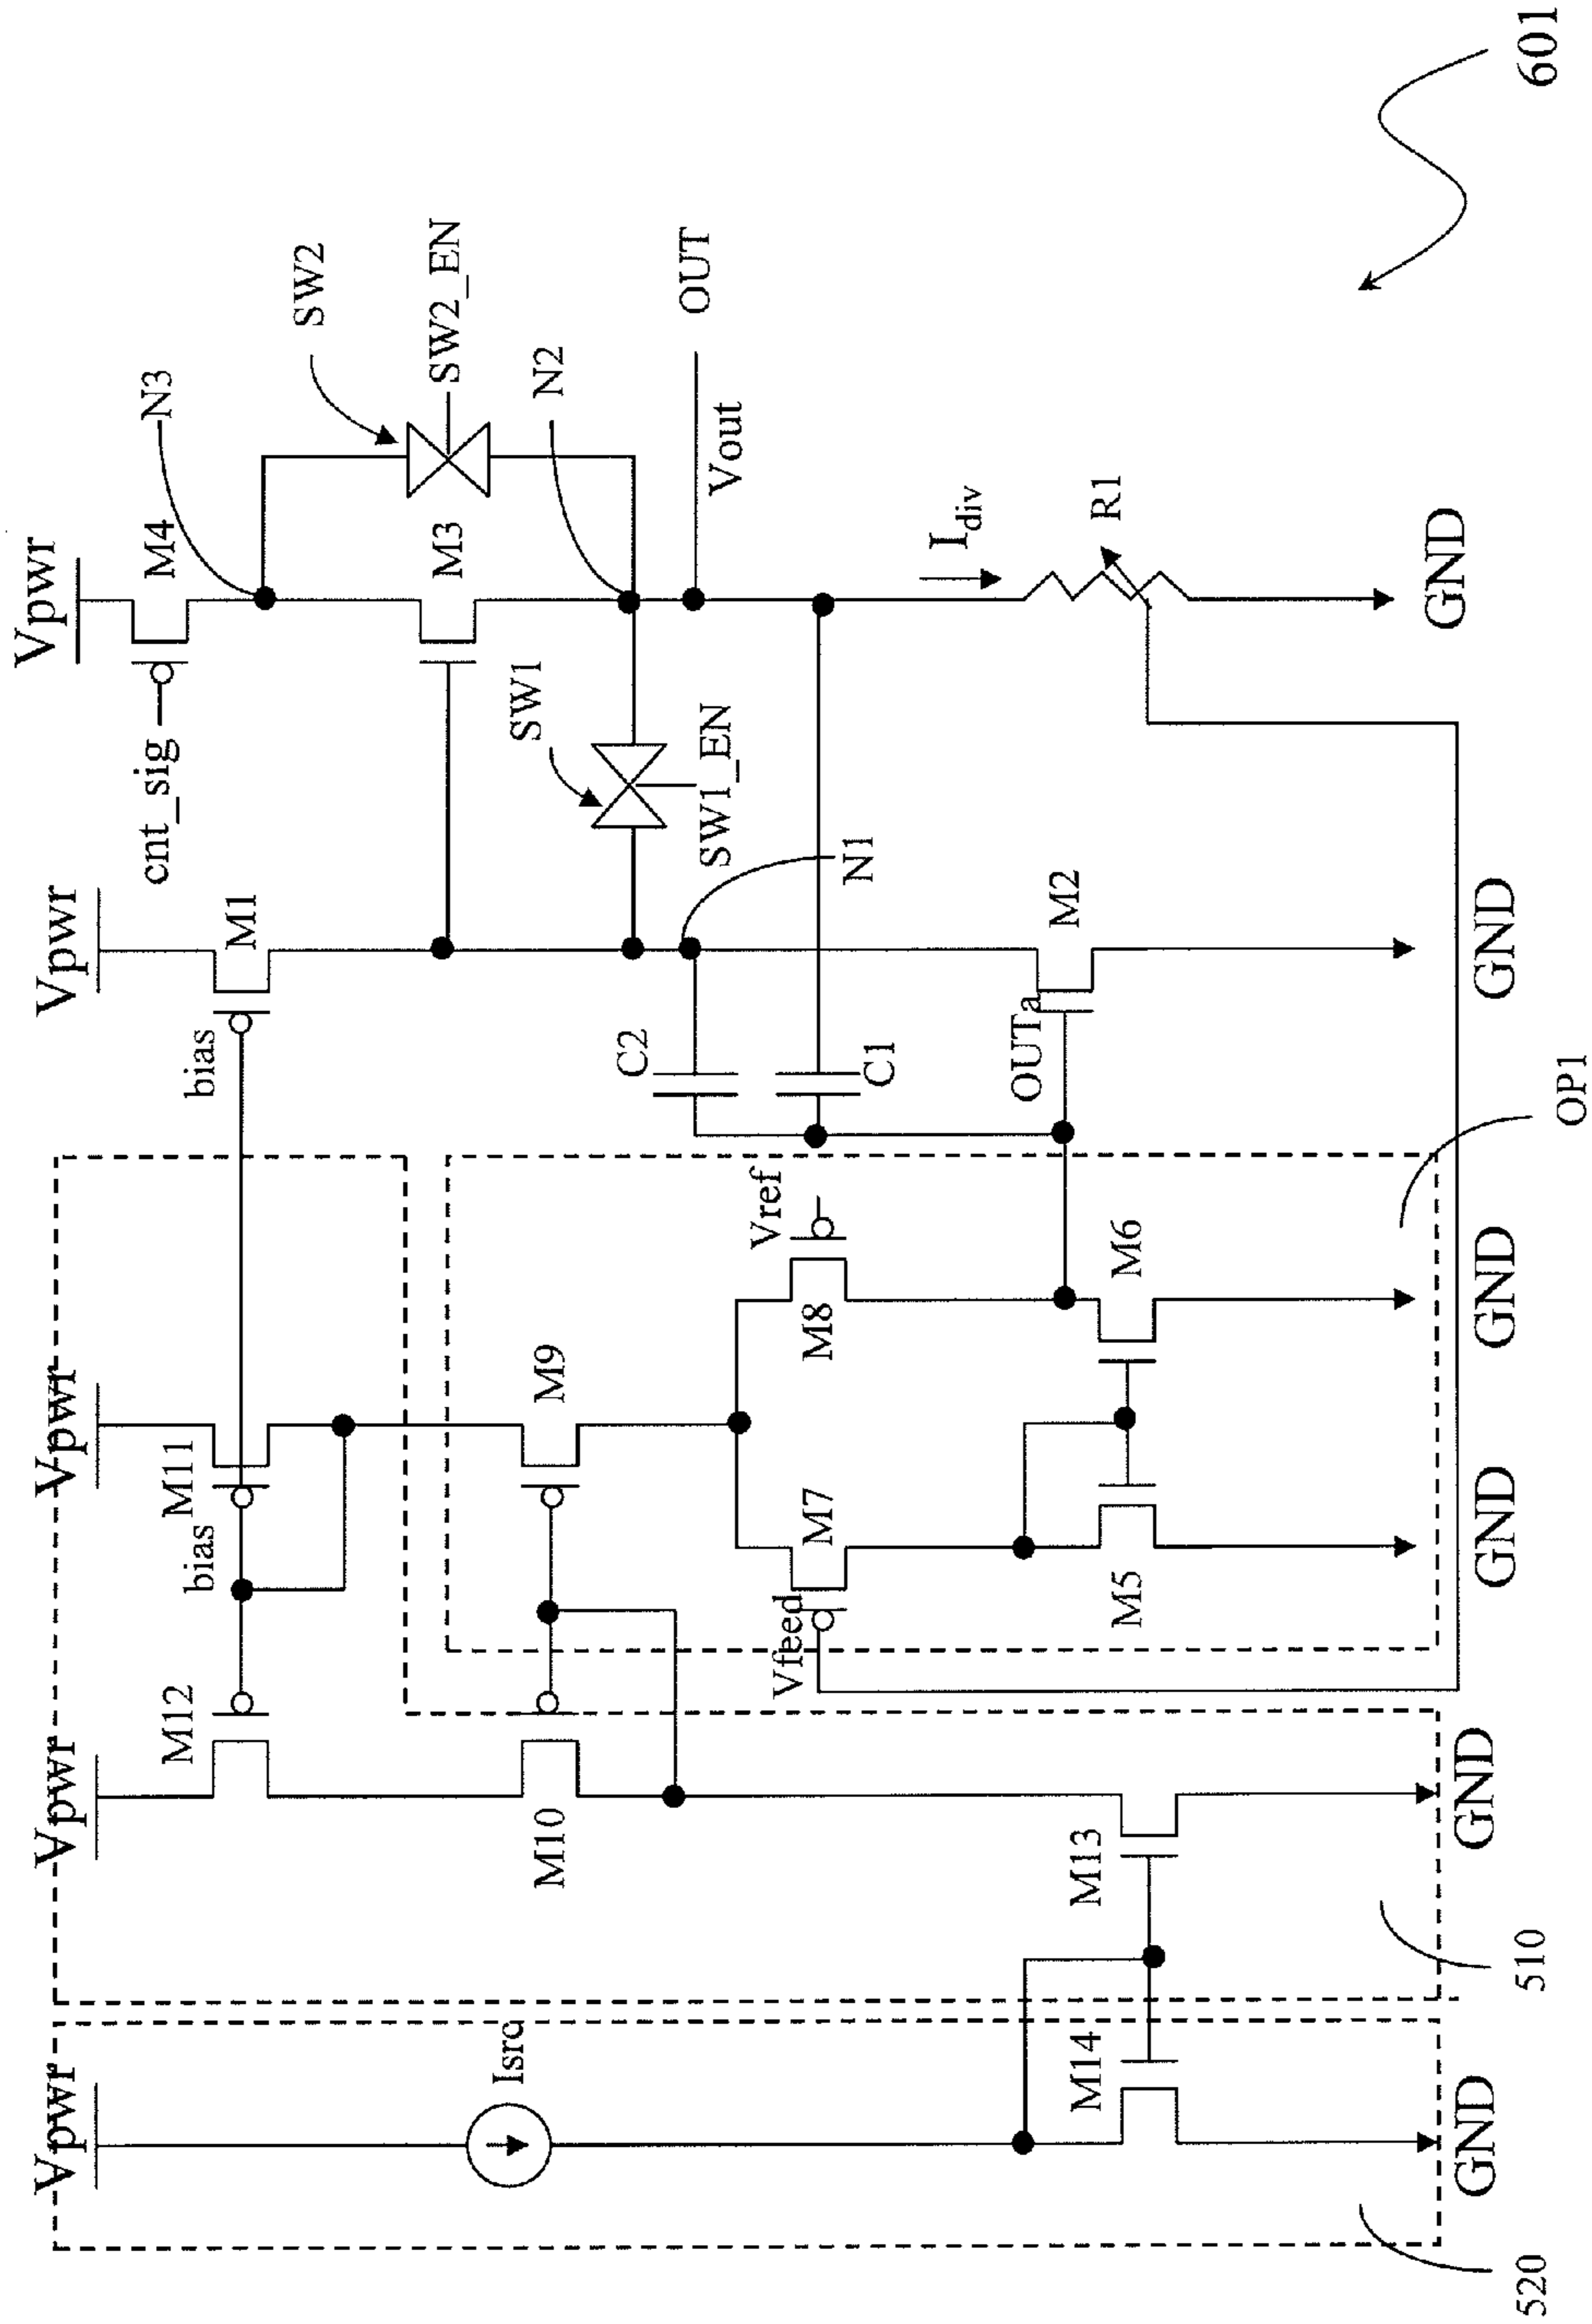 Vpwr
Vpwr
Vpwr
Vpwr
Vpwr
N3
M4
cnt_sig
M1
bias
M11
bias
M12
SW2
SW2_EN
M3
N2
OUT
Vout
SW1
SW1_EN
N1
C2
C1
M9
M10
Isrc
Vref
M8
M7
Vfeed
Idiv
R1
M2
OUTa
M6
M5
M13
M14
GND
GND
GND
GND
GND
GND
OP1
510
520
601